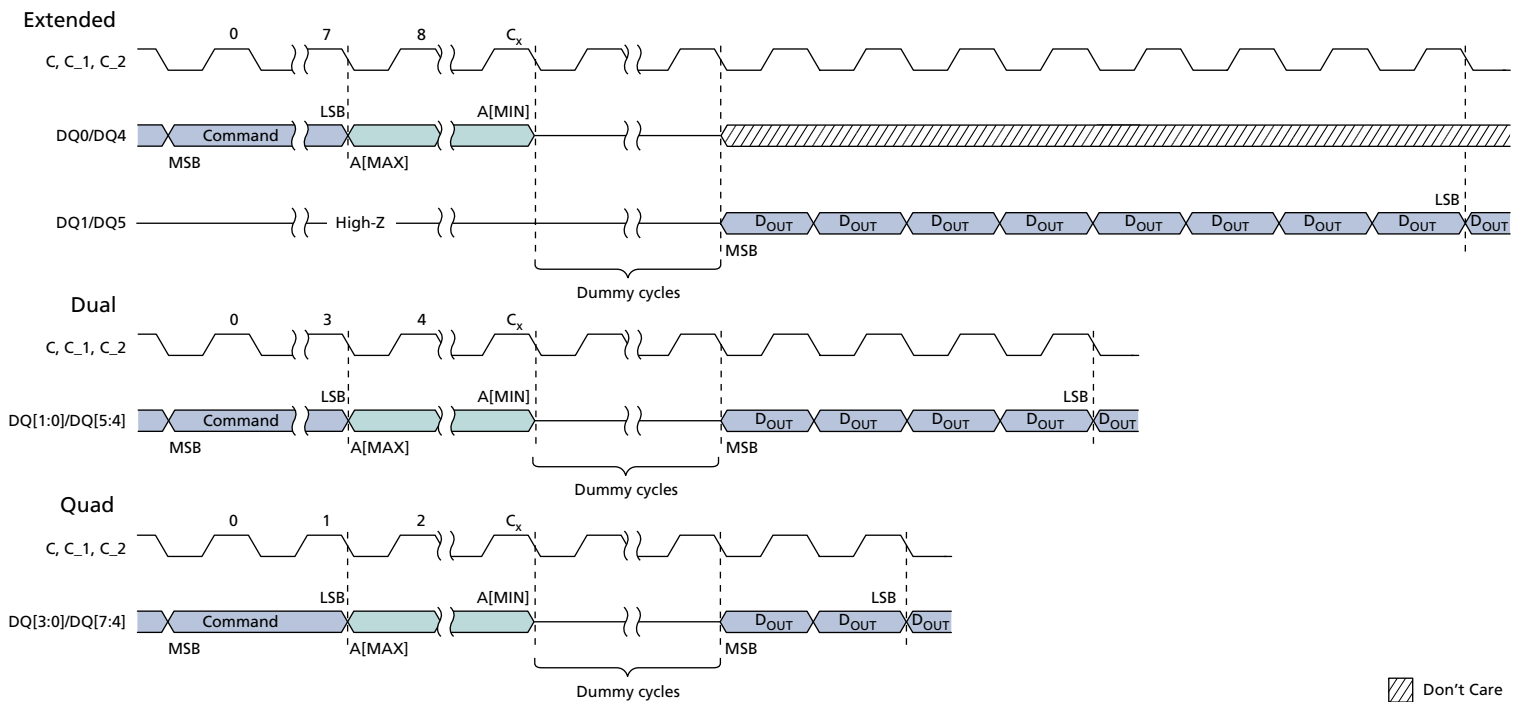 Extended
0 7 8 Cx
C, C_1, C_2
LSB A[MIN]
DQ0/DQ4 Command
MSB A[MAX]
LSB
DQ1/DQ5 High-Z DOUT DOUT DOUT DOUT DOUT DOUT DOUT DOUT DOUT
MSB
Dummy cycles
Dual
0 3 4 Cx
C, C_1, C_2
LSB A[MIN] LSB
DQ[1:0]/DQ[5:4] Command DOUT DOUT DOUT DOUT DOUT
MSB A[MAX] MSB
Dummy cycles
Quad
0 1 2 Cx
C, C_1, C_2
LSB A[MIN] LSB
DQ[3:0]/DQ[7:4] Command DOUT DOUT DOUT
MSB A[MAX] MSB
Dummy cycles
Don't Care